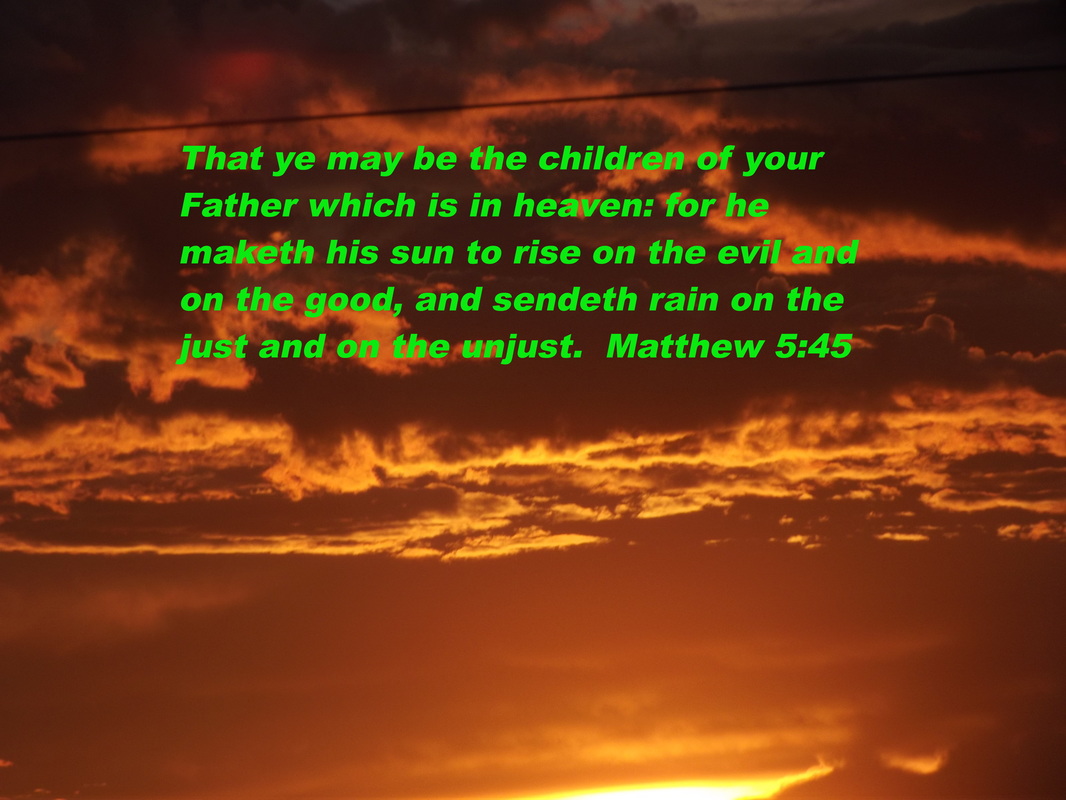 That ye may be the children of your
Father which is in heaven: for he
maketh his sun to rise on the evil and
on the good, and sendeth rain on the
just and on the unjust.  Matthew 5:45